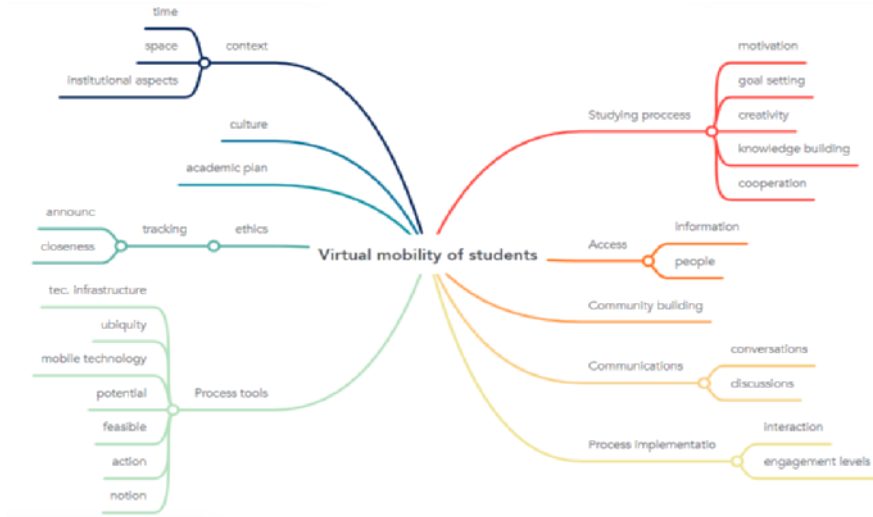 time
space
institutional aspects
context
culture
academic plan
announc
closeness
tracking
ethics
tec. infrastructure
ubiquity
mobile technology
potential
feasible
action
notion
Process tools
Virtual mobility of students
Studying proccess
motivation
goal setting
creativity
knowledge building
cooperation
Access
information
people
Community building
Communications
conversations
discussions
Process implementatio
interaction
engagement levels